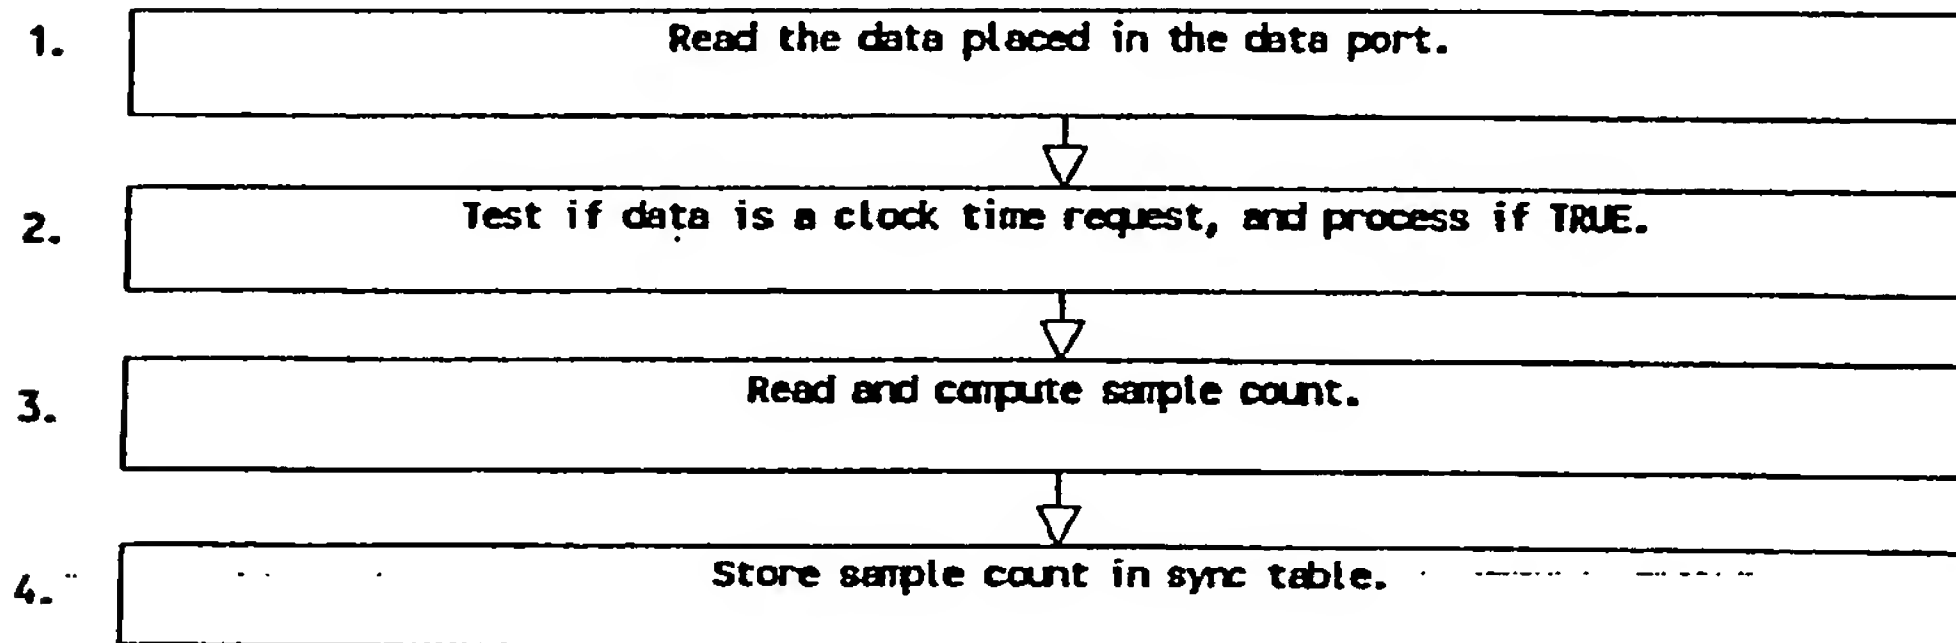 1. Read the data placed in the data port.
2. Test if data is a clock time request, and process if TRUE.
3. Read and compute sample count.
4. Store sample count in sync table.